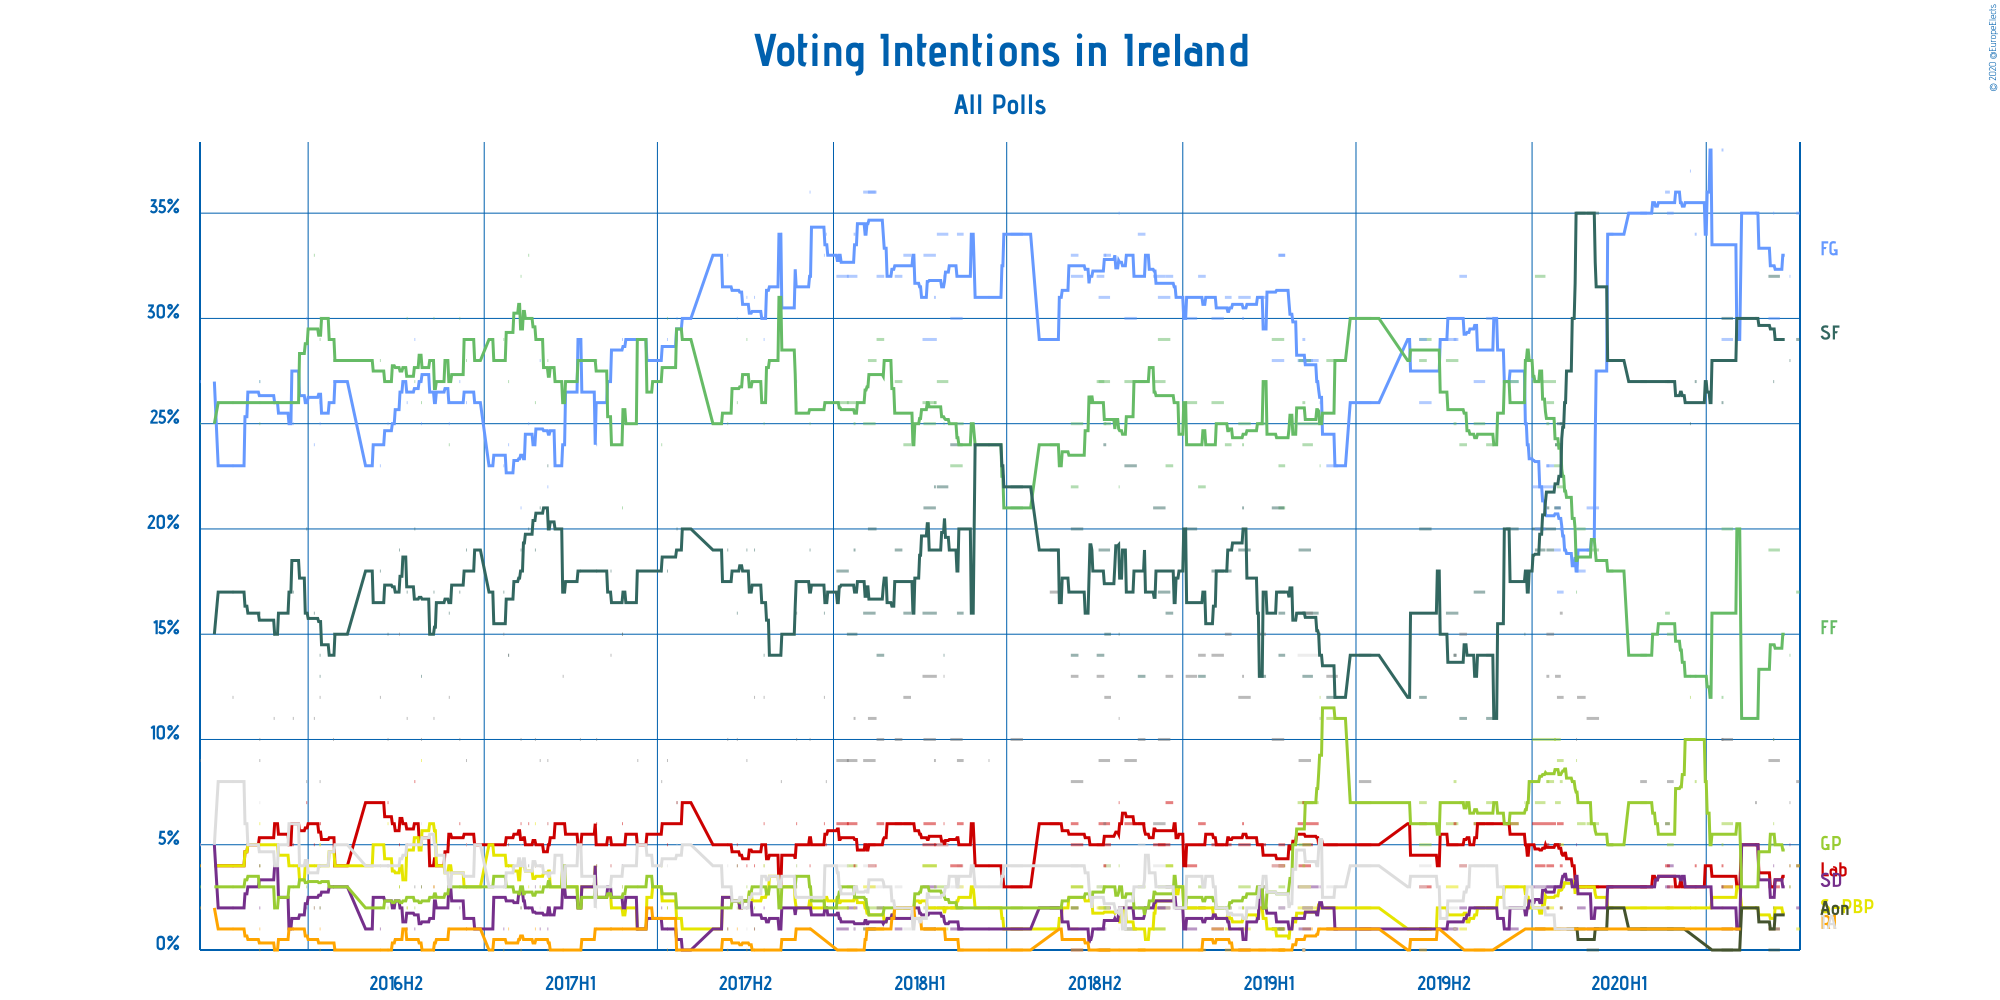 © 2020 @EuropeElects
Voting Intentions in Ireland
All Polls
35%
30%
25%
20%
15%
10%
5%
0%
FG
SF
FF
GP
Lab
SD
PBP
Aon
2016H2
2017H1
2017H2
2018H1
2018H2
2019H1
2019H2
2020H1